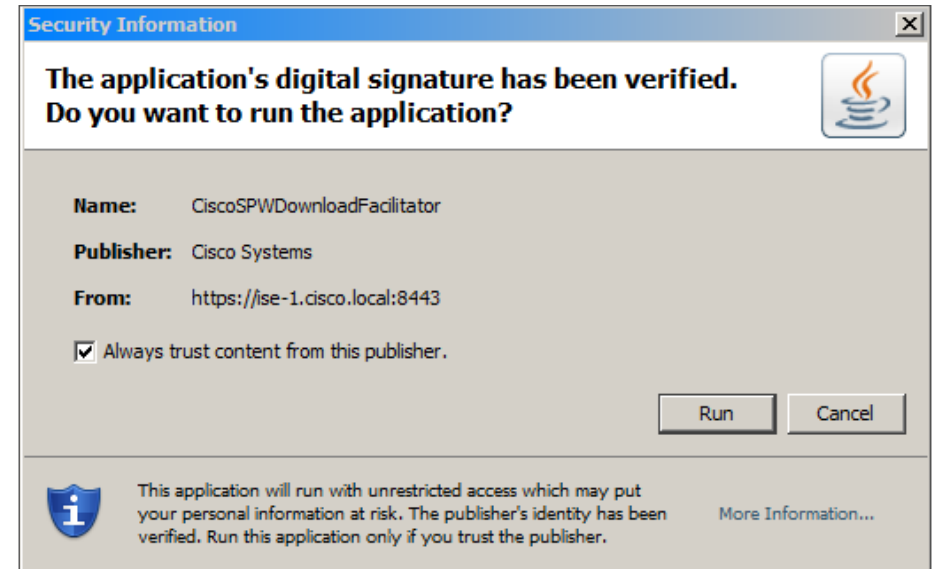 Security Information
The application's digital signature has been verified.
Do you want to run the application?
Name: CiscoSPWDownloadFacilitator
Publisher: Cisco Systems
From: https://ise-1.cisco.local:8443
Always trust content from this publisher.
Run Cancel
This application will run with unrestricted access which may put
your personal information at risk. The publisher's identity has been More Information...
verified. Run this application only if you trust the publisher.